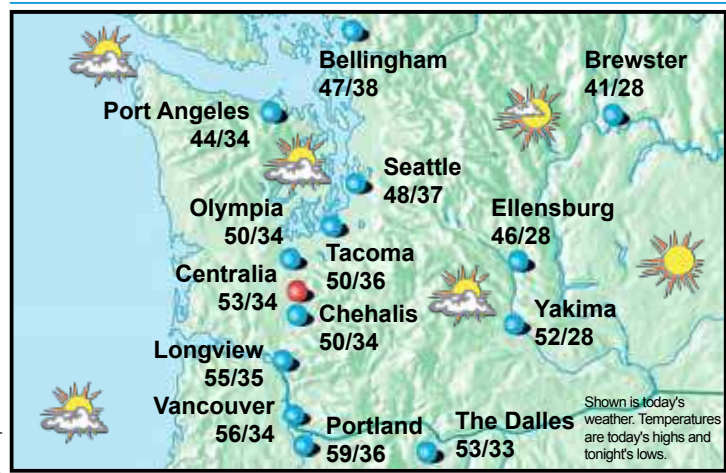 Bellingham
47/38
Brewster
41/28
Port Angeles
44/34
Seattle
48/37
Olympia
50/34
Ellensburg
46/28
Tacoma
50/36
Centralia
53/34
Chehalis
50/34
Yakima
52/28
Longview
55/35
Vancouver
56/34
Portland
59/36
The Dalles
53/33
Shown is today's
weather. Temperatures
are today's highs and
tonight's lows.